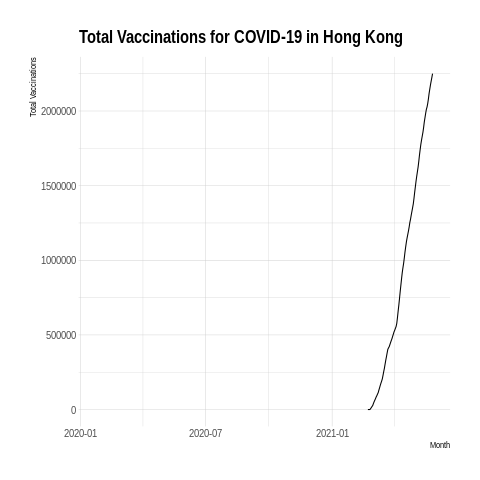 Total Vaccinations for COVID-19 in Hong Kong
Total Vaccinations
2000000
1500000
1000000
500000
0
2020-01 2020-07 2021-01
Month